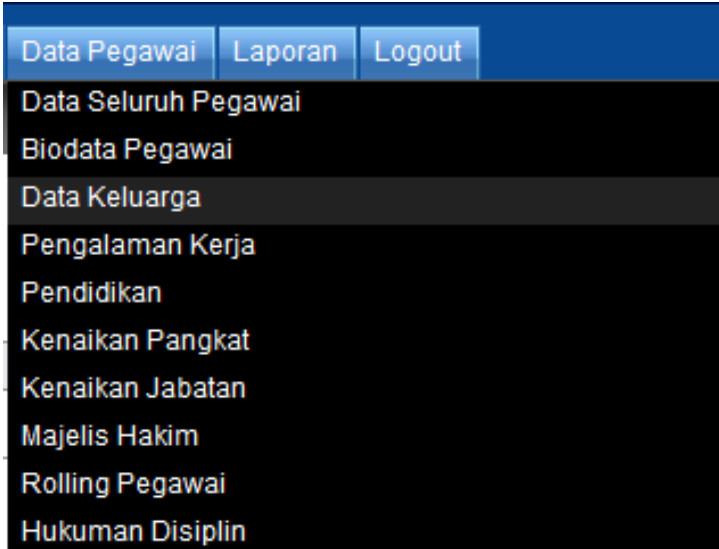 Data Pegawai Laporan Logout
Data Seluruh Pegawai
Biodata Pegawai
Data Keluarga
Pengalaman Kerja
Pendidikan
Kenaikan Pangkat
Kenaikan Jabatan
Majelis Hakim
Rolling Pegawai
Hukuman Disiplin